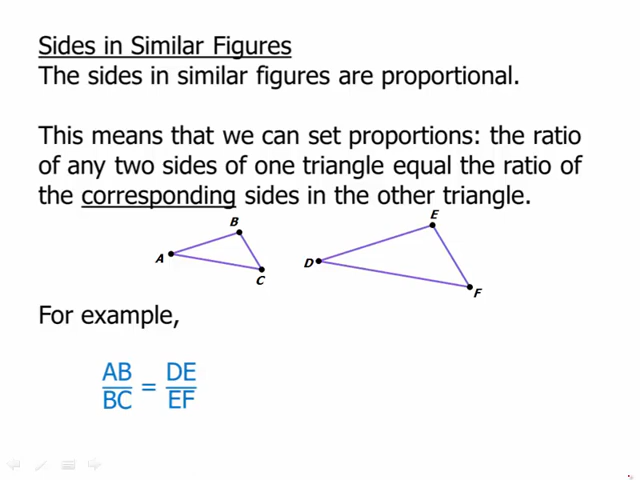 Sides in Similar Figures
The sides in similar figures are proportional.
This means that we can set proportions: the ratio
of any two sides of one triangle equal the ratio of
the corresponding sides in the other triangle.
B
E
A
D
C
F
For example,
AB/BC = DE/EF